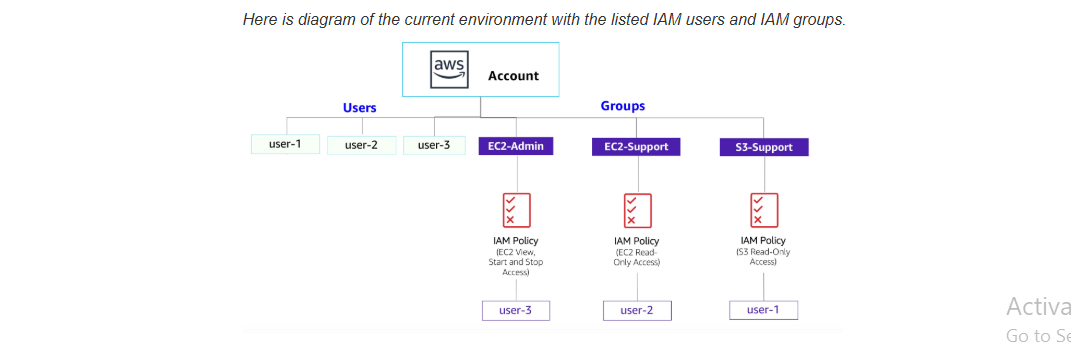 Here is diagram of the current environment with the listed IAM users and IAM groups.
aws
Account
Users
Groups
user-1
user-2
user-3
EC2-Admin
EC2-Support
S3-Support
IAM Policy
(EC2 View,
Start and Stop
Access)
IAM Policy
(EC2 Read-
Only Access)
IAM Policy
(S3 Read-Only
Access)
user-3
user-2
user-1
Activa
Go to Se